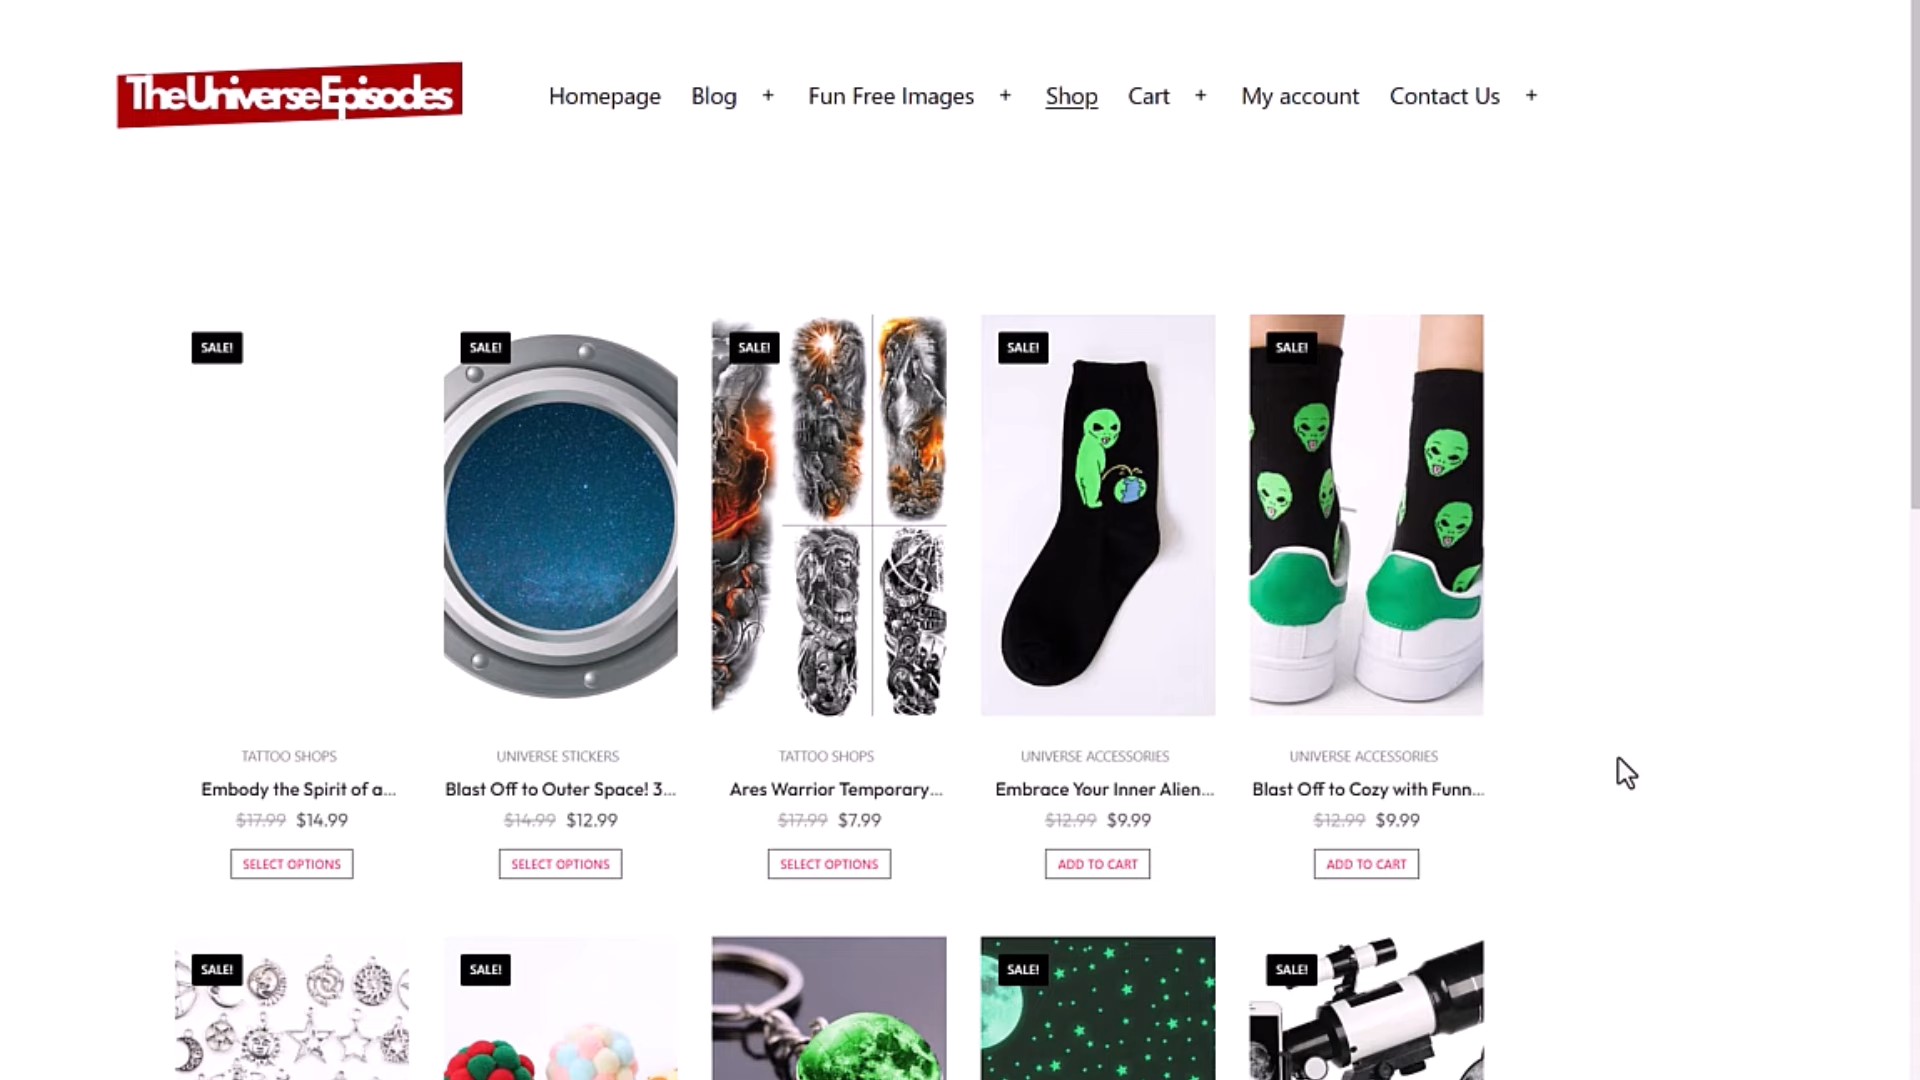 TheUniverseEpisodes
Homepage Blog + Fun Free Images + Shop Cart + My account Contact Us +
SALE! SALE! SALE! SALE! SALE!
TATTOO SHOPS UNIVERSE STICKERS TATTOO SHOPS UNIVERSE ACCESSORIES UNIVERSE ACCESSORIES
Embody the Spirit of a... Blast Off to Outer Space! 3... Ares Warrior Temporary... Embrace Your Inner Alien... Blast Off to Cozy with Funn...
$17.99 $14.99 $14.99 $12.99 $17.99 $7.99 $12.99 $9.99 $12.99 $9.99
SELECT OPTIONS SELECT OPTIONS SELECT OPTIONS ADD TO CART ADD TO CART
SALE! SALE! SALE! SALE!